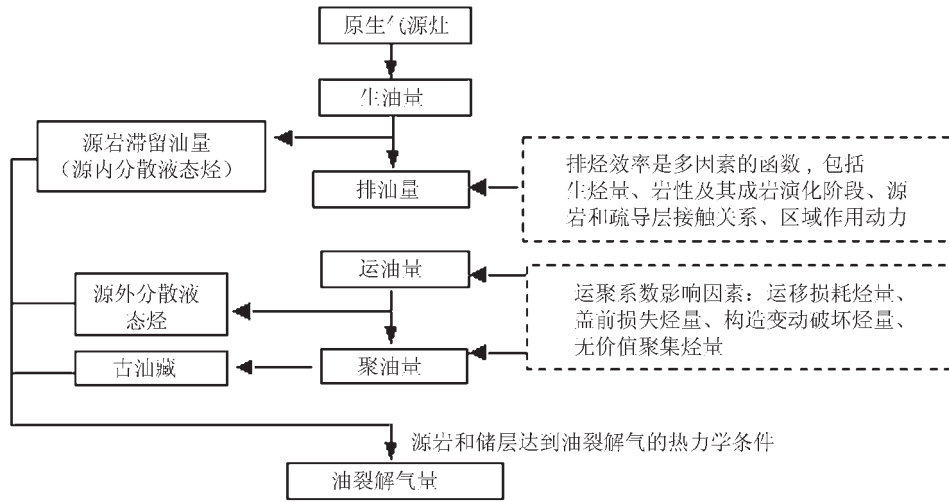 原生气源灶
生油量
源岩滞留油量
(源内分散液态烃)
排油量
排烃效率是多因素的函数，包括
生烃量、岩性及其成岩演化阶段、源
岩和疏导层接触关系、区域作用动力
运油量
源外分散液
态烃
运聚系数影响因素：运移损耗烃量、
盖前损失烃量、构造变动破坏烃量、
无价值聚集烃量
古油藏
聚油量
源岩和储层达到油裂解气的热力学条件
油裂解气量